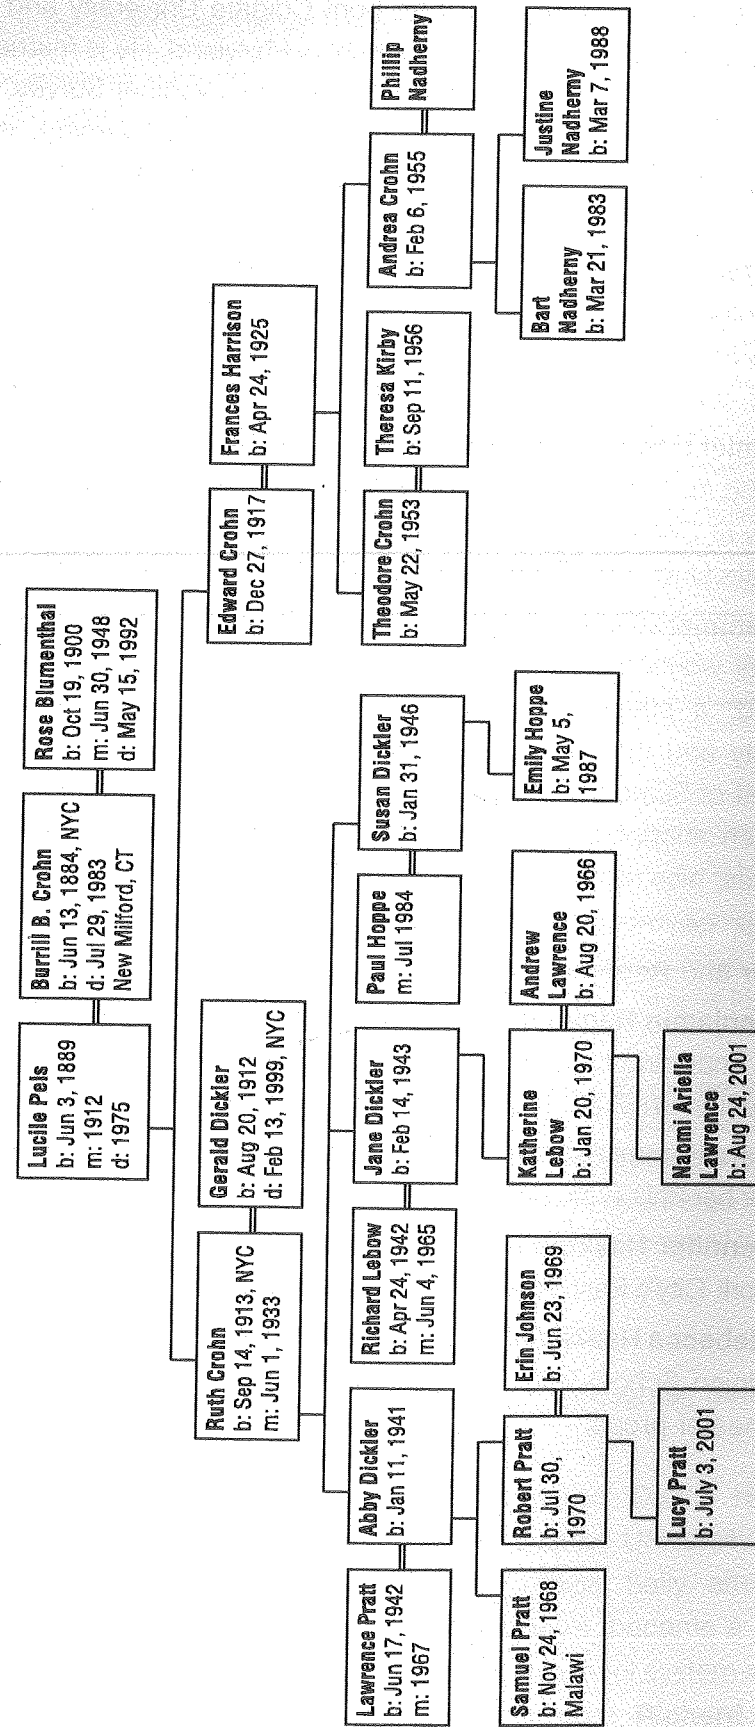 Lucile Pels
b: Jun 3, 1889
m: 1912
d: 1975
Burrill B. Crohn
b: Jun 13, 1884, NYC
d: Jul 29, 1983
New Milford, CT
Rose Blumenthal
b: Oct 19, 1900
m: Jun 30, 1948
d: May 15, 1992
Ruth Crohn
b: Sep 14, 1913, NYC
m: Jun 1, 1933
Gerald Dickler
b: Aug 20, 1912
d: Feb 13, 1999, NYC
Edward Crohn
b: Dec 27, 1917
Frances Harrison
b: Apr 24, 1925
Lawrence Pratt
b: Jun 17, 1942
m: 1967
Abby Dickler
b: Jan 11, 1941
Richard Lebow
b: Apr 24, 1942
m: Jun 4, 1965
Jane Dickler
b: Feb 14, 1943
Paul Hoppe
m: Jul 1984
Susan Dickler
b: Jan 31, 1946
Theodore Crohn
b: May 22, 1953
Theresa Kirby
b: Sep 11, 1956
Andrea Crohn
b: Feb 6, 1955
Phillip
Nadherny
Samuel Pratt
b: Nov 24, 1968
Malawi
Robert Pratt
b: Jul 30,
1970
Erin Johnson
b: Jun 23, 1969
Katherine
Lebow
b: Jan 20, 1970
Andrew
Lawrence
b: Aug 20, 1966
Emily Hoppe
b: May 5,
1987
Bart
Nadherny
b: Mar 21, 1983
Justine
Nadherny
b: Mar 7, 1988
Lucy Pratt
b: July 3, 2001
Naomi Ariella
Lawrence
b: Aug 24, 2001